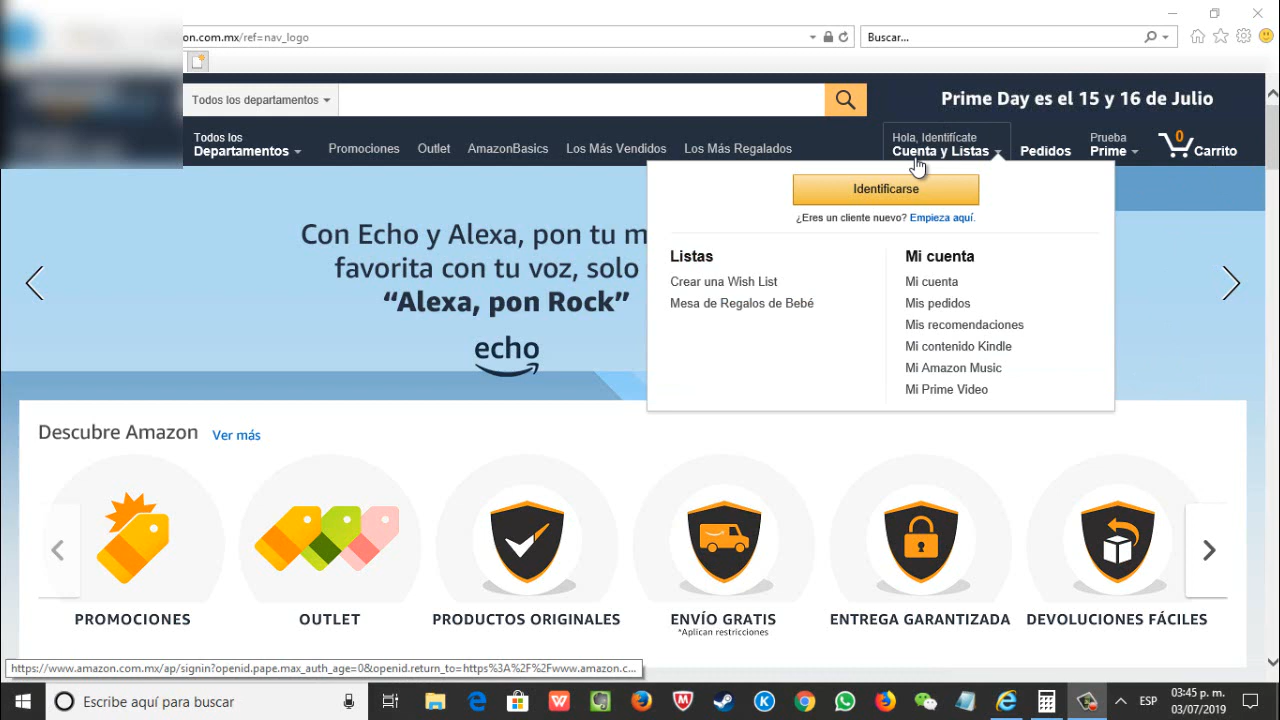 on.com.mx/ref=nav_logo
Buscar...
Todos los departamentos
Prime Day es el 15 y 16 de Julio
Todos los
Departamentos
Promociones
Outlet
AmazonBasics
Los Más Vendidos
Los Más Regalados
Hola, Identifícate
Cuenta y Listas
Pedidos
Prueba
Prime
0
Carrito
Identificarse
¿Eres un cliente nuevo? Empieza aquí.
Listas
Crear una Wish List
Mesa de Regalos de Bebé
Mi cuenta
Mi cuenta
Mis pedidos
Mis recomendaciones
Mi contenido Kindle
Mi Amazon Music
Mi Prime Video
Con Echo y Alexa, pon tu m
favorita con tu voz, solo
“Alexa, pon Rock”
echo
Descubre Amazon
Ver más
PROMOCIONES
OUTLET
PRODUCTOS ORIGINALES
ENVÍO GRATIS
*Aplican restricciones
ENTREGA GARANTIZADA
DEVOLUCIONES FÁCILES
https://www.amazon.com.mx/ap/signin?openid.pape.max_auth_age=0&openid.return_to=https%3A%2F%2Fwww.amazon.c...
Escribe aquí para buscar
ESP
03:45 p. m.
03/07/2019